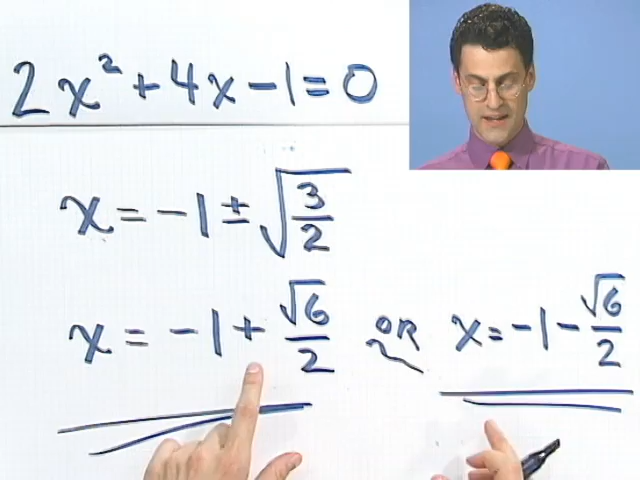 2x² + 4x - 1 = 0
x = -1 ± √(3/2)
x = -1 + √6/2 OR x = -1 - √6/2